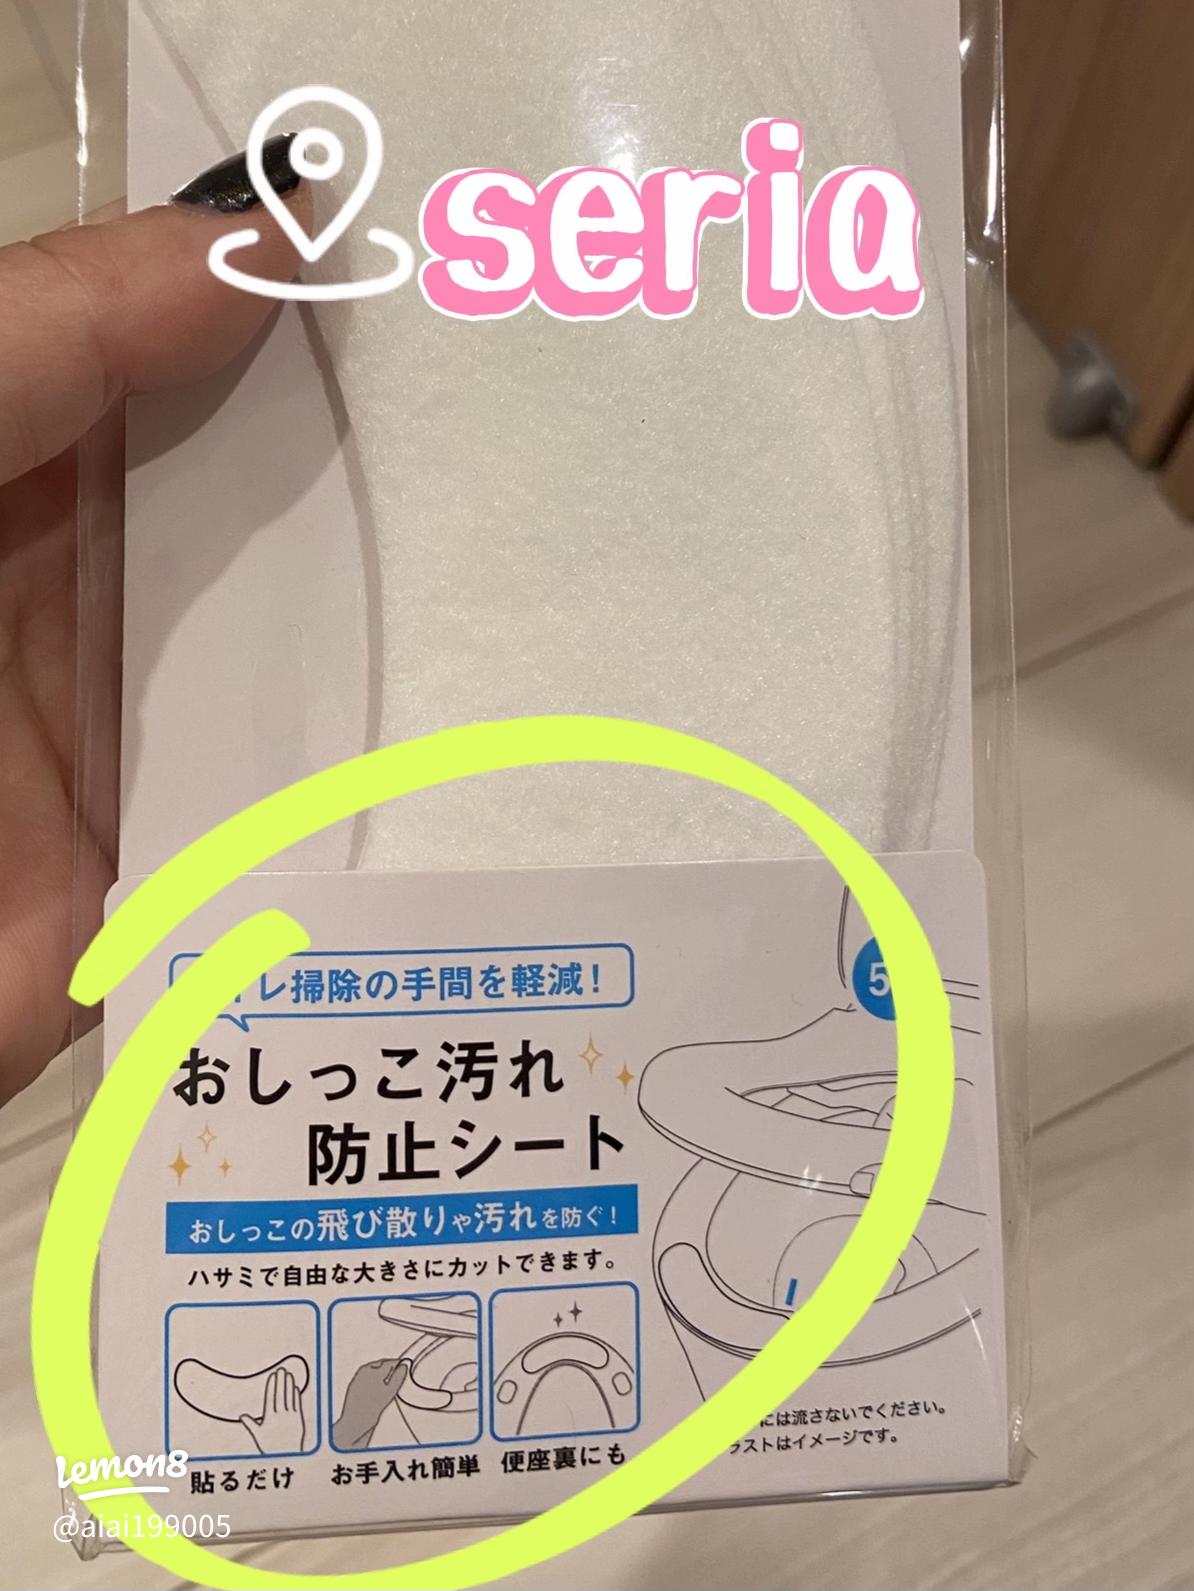 seria
レ掃除の手間を軽減!
5
おしっこ汚れ
防止シート
おしっこの飛び散りや汚れを防ぐ!
ハサミで自由な大きさにカットできます。
貼るだけ
お手入れ簡単
便座裏にも
には流さないでください。
ラストはイメージです。
lemon8
@aiai199005